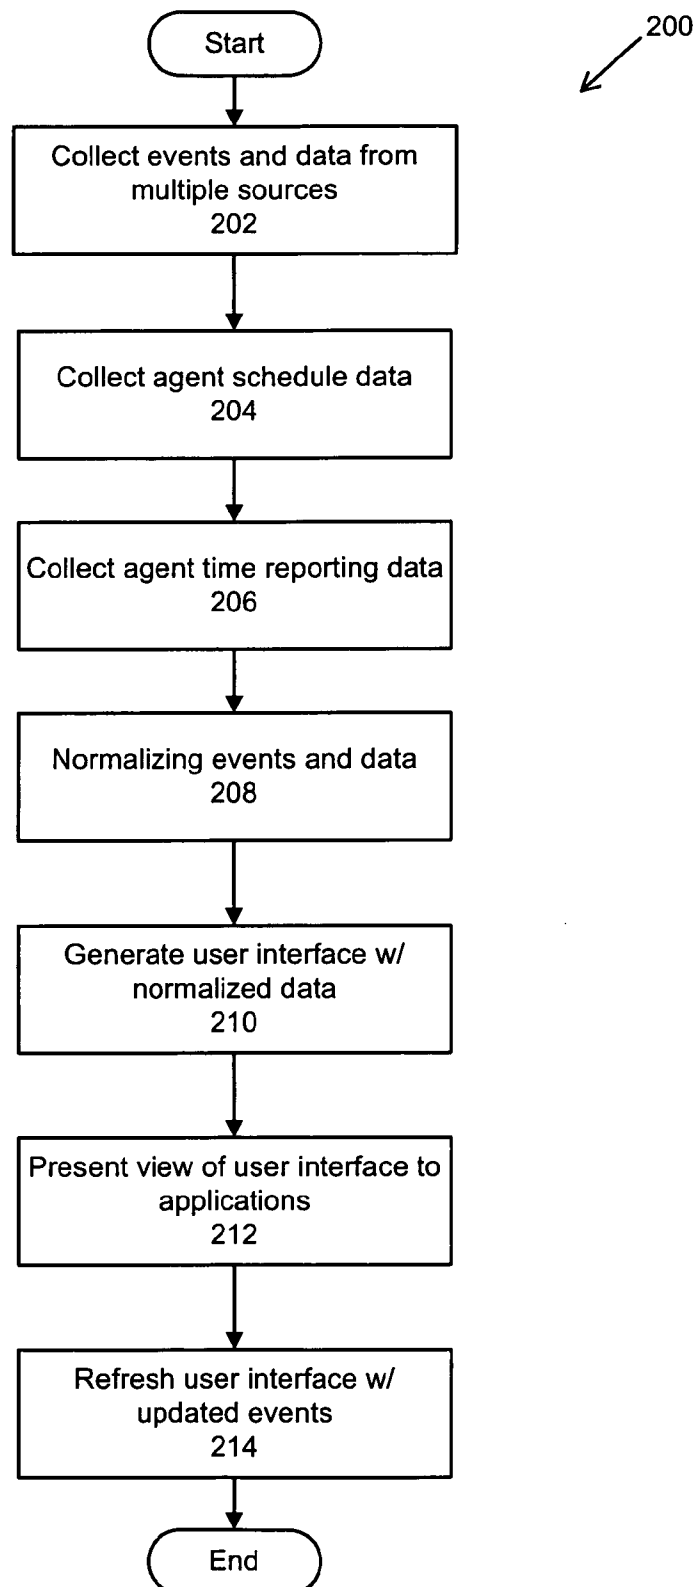 Start
200
Collect events and data from
multiple sources
202
Collect agent schedule data
204
Collect agent time reporting data
206
Normalizing events and data
208
Generate user interface w/
normalized data
210
Present view of user interface to
applications
212
Refresh user interface w/
updated events
214
End